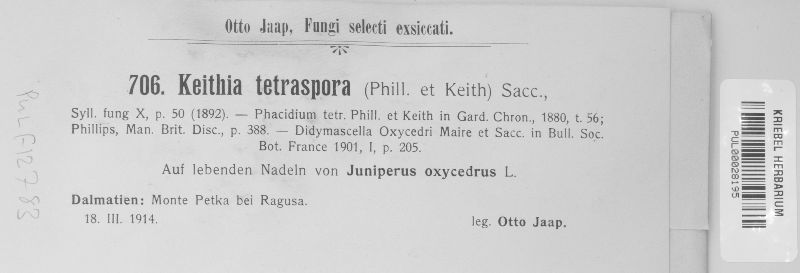 Otto Jaap, Fungi selecti exsiccati.
706. Keithia tetraspora (Phill. et Keith) Sacc.,
Syll. fung X, p. 50 (1892). — Phacidium tetr. Phill. et Keith in Gard. Chron., 1880, t. 56;
Phillips, Man. Brit. Disc., p. 388. — Didymascella Oxycedri Maire et Sacc. in Bull. Soc.
Bot. France 1901, I, p. 205.
Auf lebenden Nadeln von Juniperus oxycedrus L.
Dalmatien: Monte Petka bei Ragusa.
18. III. 1914.
leg. Otto Jaap.
PUL F12783
KRIEBEL HERBARIUM
PUL00028195